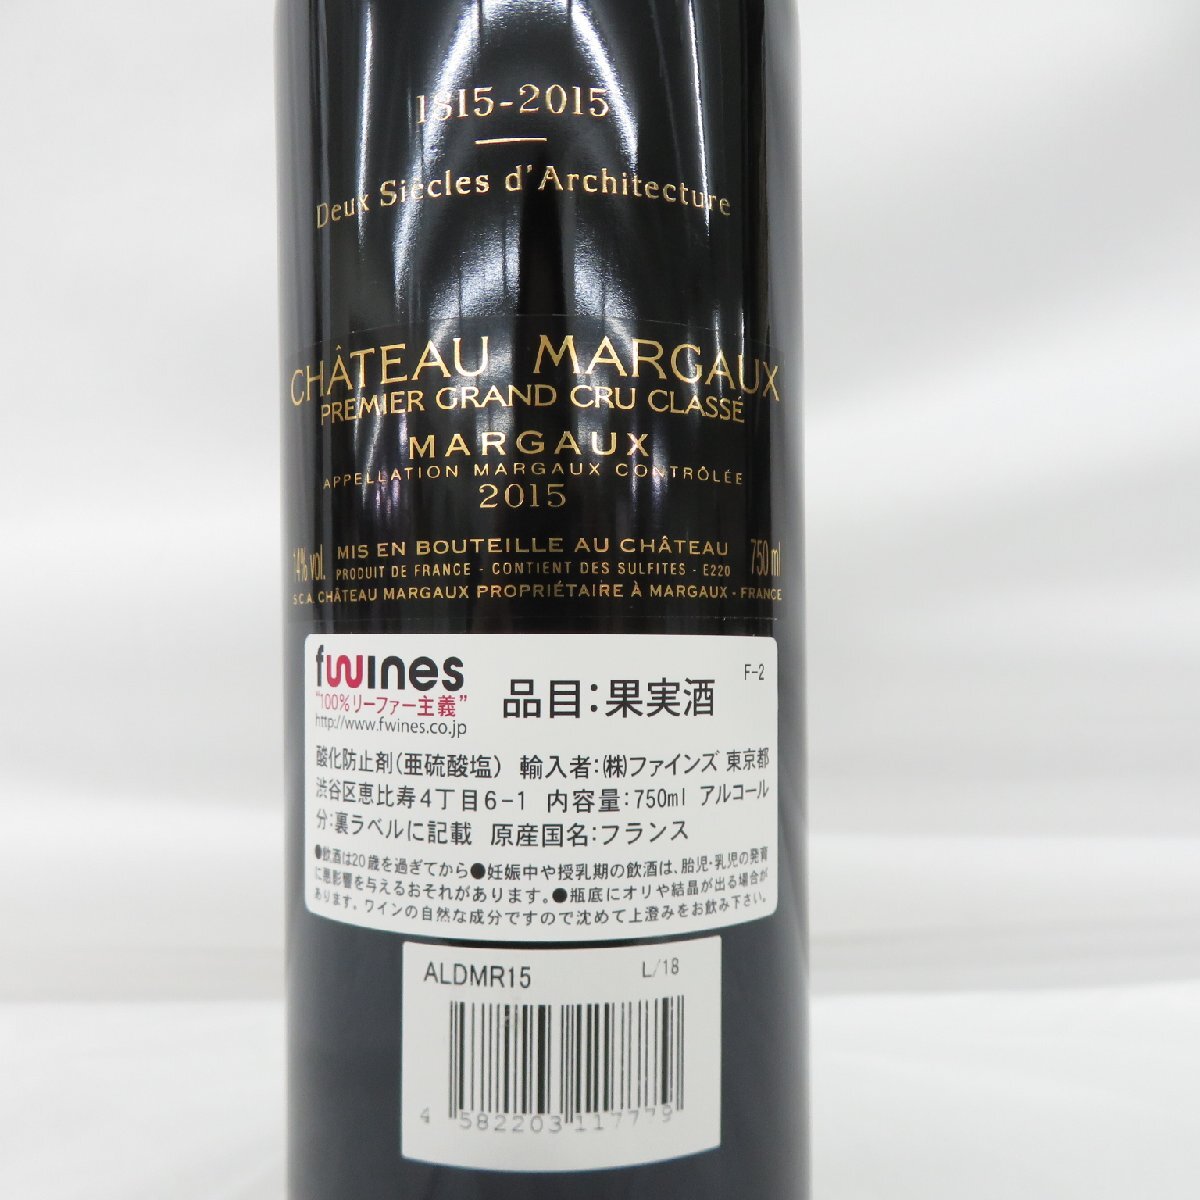 1815-2015
Deux Siècles d'Architecture
CHÂTEAU MARGAUX
PREMIER GRAND CRU CLASSÉ
MARGAUX
APPELLATION MARGAUX CONTRÔLÉE
2015
14% vol. MIS EN BOUTEILLE AU CHÂTEAU 750 ml
PRODUIT DE FRANCE - CONTIENT DES SULFITES - E220
S.C.A. CHÂTEAU MARGAUX PROPRIÉTAIRE À MARGAUX - FRANCE
fwines
F-2
"100%リーファー主義"
http://www.fwines.co.jp
品目:果実酒
酸化防止剤(亜硫酸塩) 輸入者:㈱ファインズ 東京都
渋谷区恵比寿4丁目6-1 内容量:750ml アルコール
分:裏ラベルに記載 原産国名:フランス
●飲酒は20歳を過ぎてから●妊娠中や授乳期の飲酒は、胎児・乳児の発育
に悪影響を与えるおそれがあります。●瓶底にオリや結晶が出る場合が
あります。ワインの自然な成分ですので沈めて上澄みをお飲み下さい。
ALDMR15 L/18
4 582203 117779